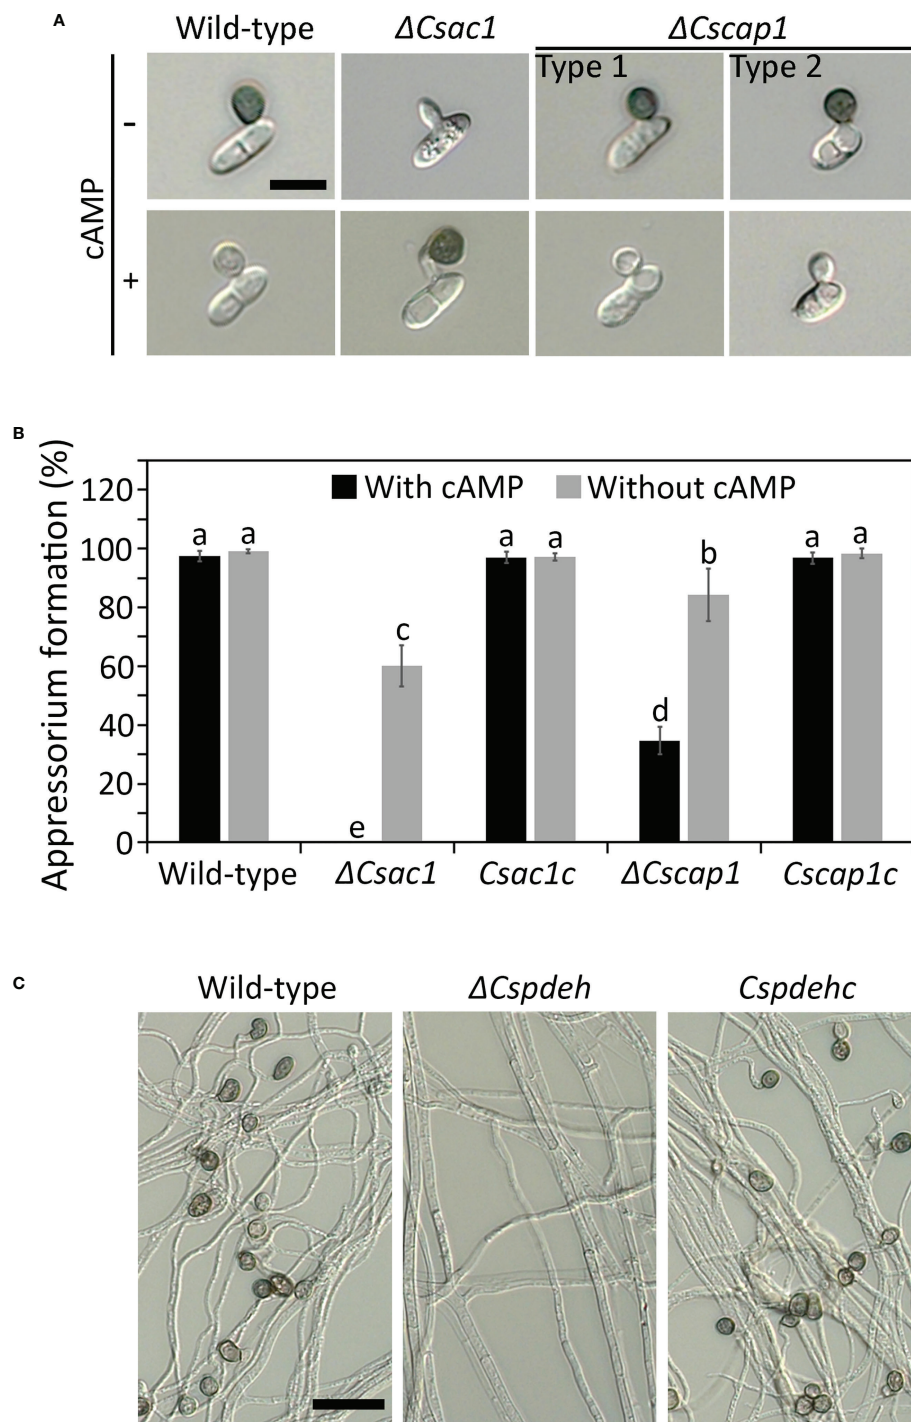 A
Wild-type ΔCsac1 ΔCscap1
Type 1 Type 2
cAMP
-
+
B
Appressorium formation (%)
With cAMP Without cAMP
120
100
80
60
40
20
0
a a e c a a d b a a
Wild-type ΔCsac1 Csac1c ΔCscap1 Cscap1c
C
Wild-type ΔCspdeh Cspdehc